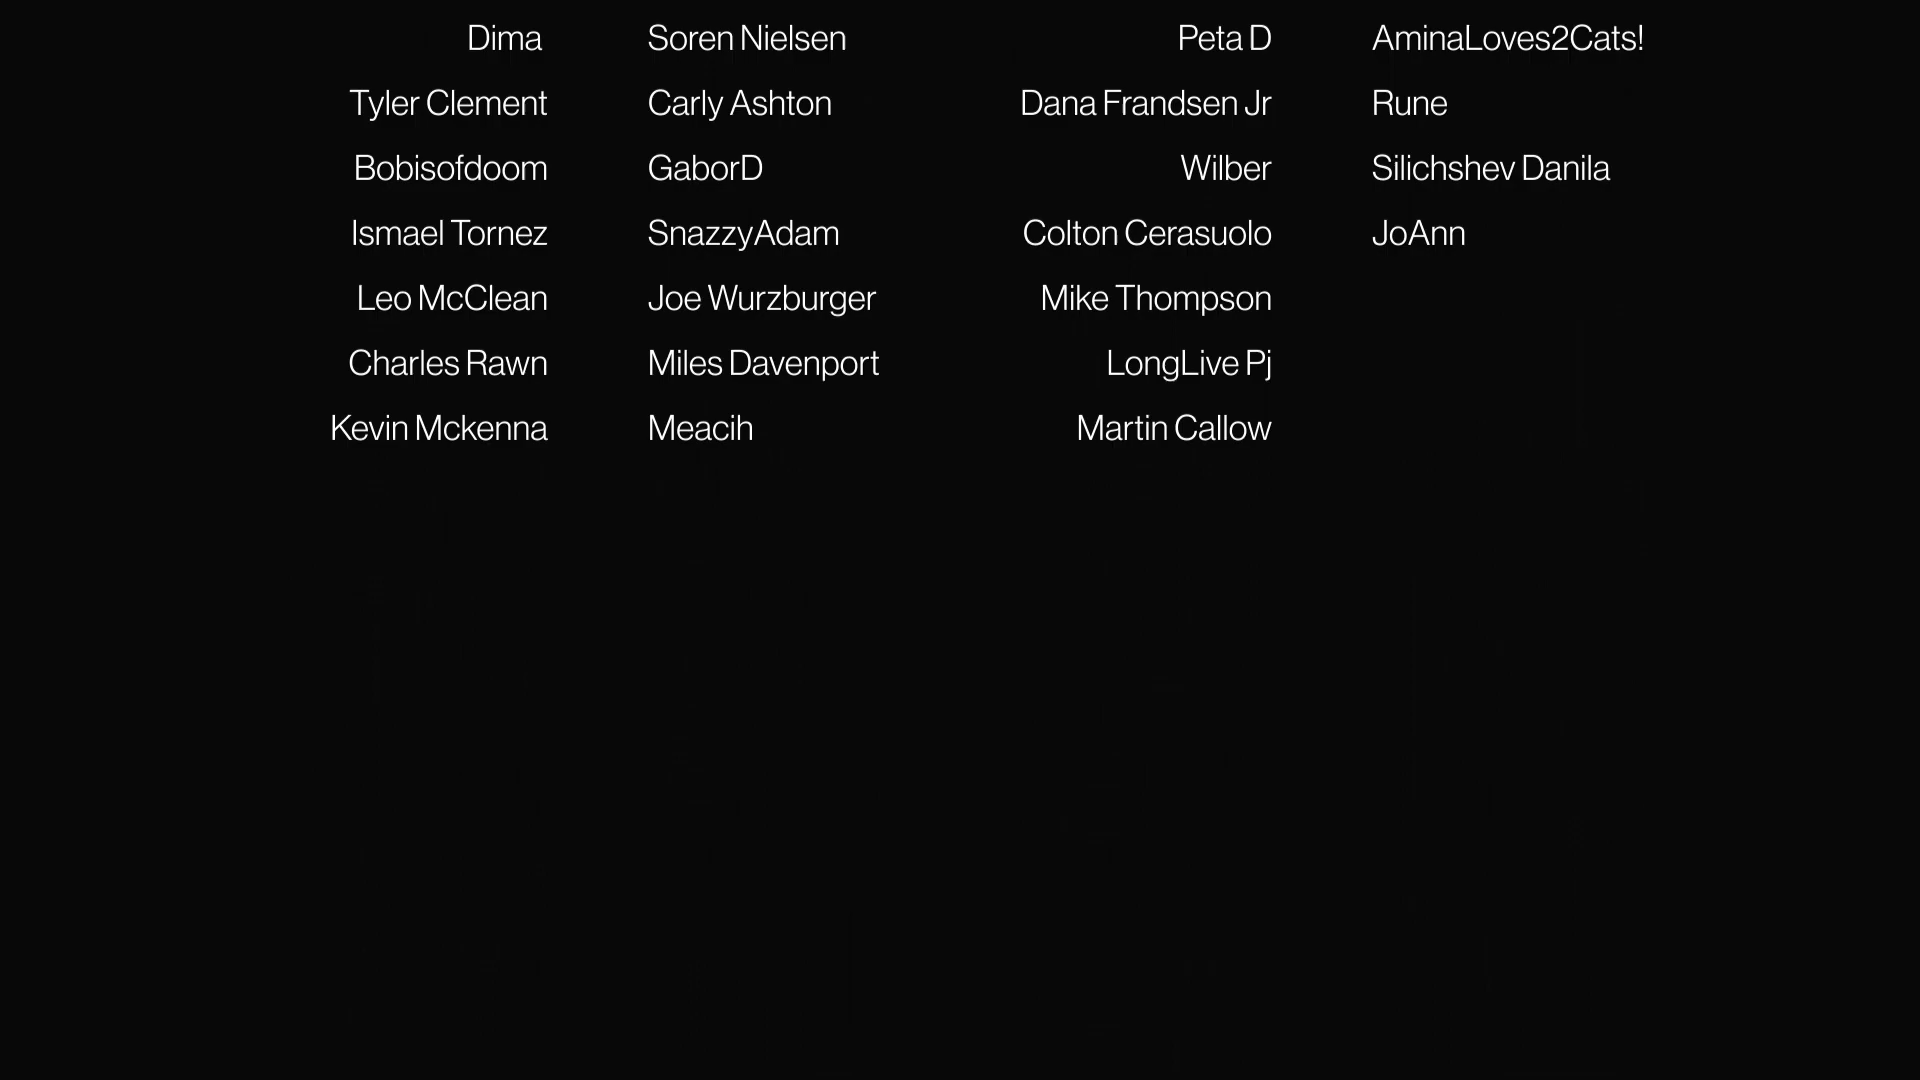 Dima Soren Nielsen Peta D AminaLoves2Cats!
Tyler Clement Carly Ashton Dana Frandsen Jr Rune
Bobisofdoom GaborD Wilber Silichshev Danila
Ismael Tornez SnazzyAdam Colton Cerasuolo JoAnn
Leo McClean Joe Wurzburger Mike Thompson
Charles Rawn Miles Davenport LongLive Pj
Kevin Mckenna Meacih Martin Callow